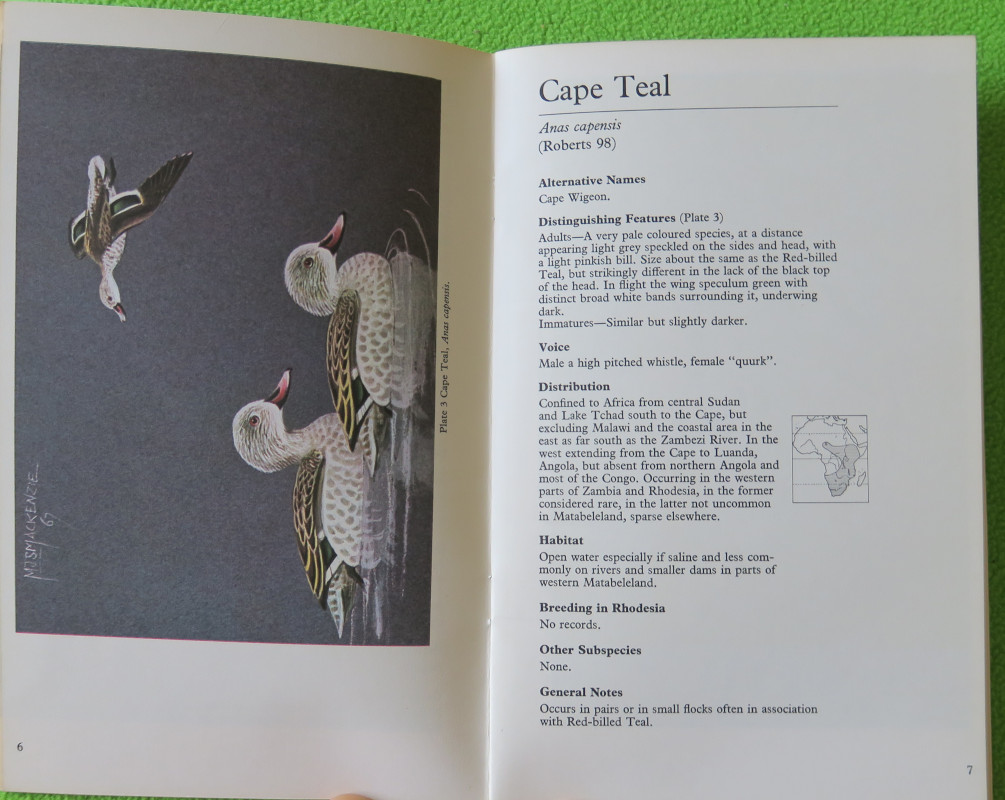 MJSMACKENZIE
67
Plate 3 Cape Teal, Anas capensis.
6
Cape Teal
Anas capensis
(Roberts 98)
Alternative Names
Cape Wigeon.
Distinguishing Features (Plate 3)
Adults—A very pale coloured species, at a distance
appearing light grey speckled on the sides and head, with
a light pinkish bill. Size about the same as the Red-billed
Teal, but strikingly different in the lack of the black top
of the head. In flight the wing speculum green with
distinct broad white bands surrounding it, underwing
dark.
Immatures—Similar but slightly darker.
Voice
Male a high pitched whistle, female “quurk”.
Distribution
Confined to Africa from central Sudan
and Lake Tchad south to the Cape, but
excluding Malawi and the coastal area in the
east as far south as the Zambezi River. In the
west extending from the Cape to Luanda,
Angola, but absent from northern Angola and
most of the Congo. Occurring in the western
parts of Zambia and Rhodesia, in the former
considered rare, in the latter not uncommon
in Matabeleland, sparse elsewhere.
Habitat
Open water especially if saline and less com-
monly on rivers and smaller dams in parts of
western Matabeleland.
Breeding in Rhodesia
No records.
Other Subspecies
None.
General Notes
Occurs in pairs or in small flocks often in association
with Red-billed Teal.
7